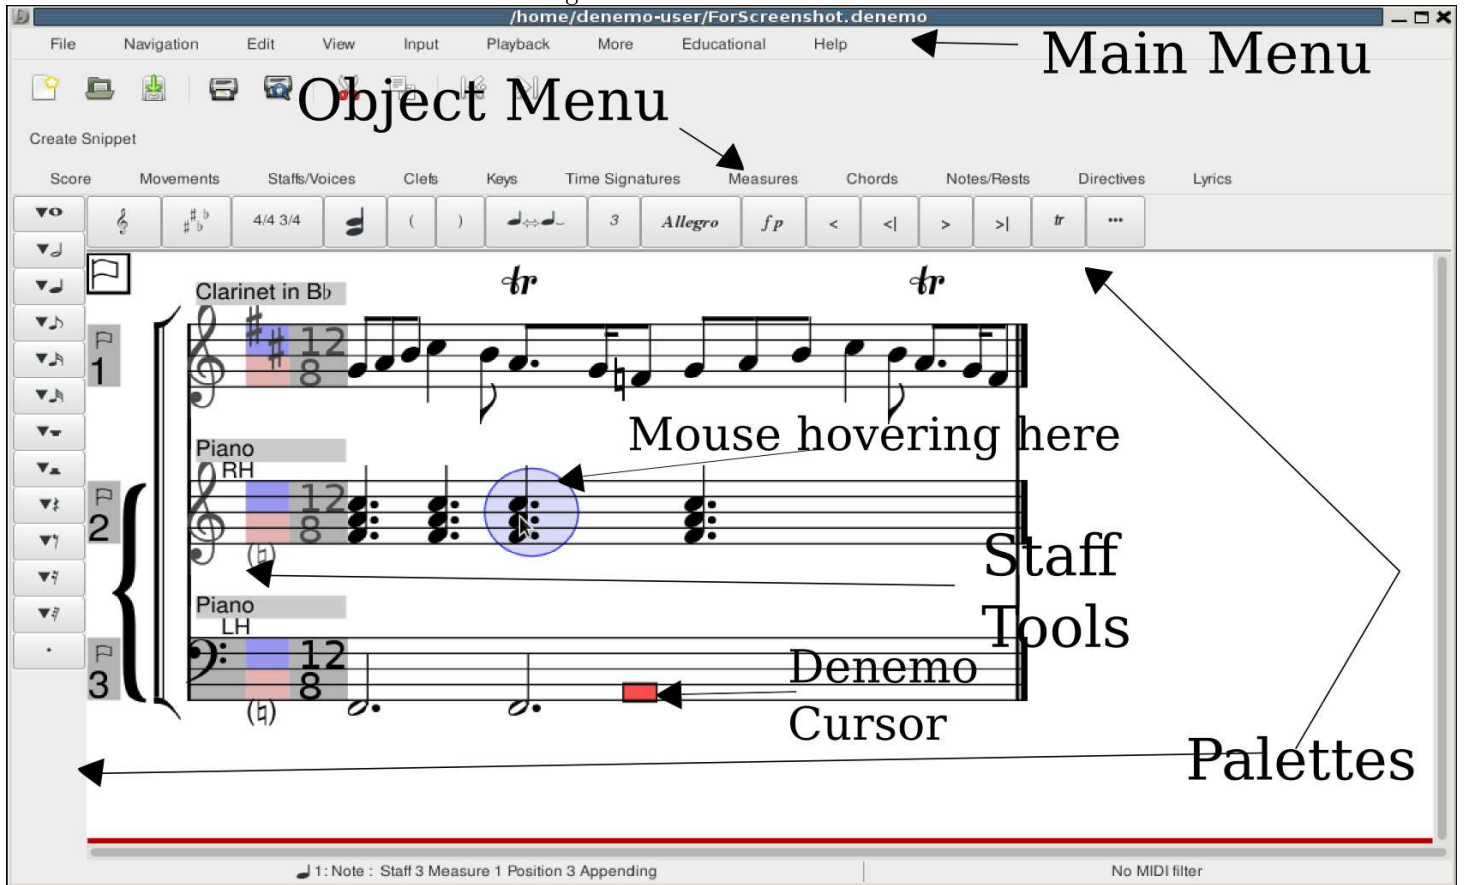 /home/denemo-user/ForScreenshot.denemo
File Navigation Edit View Input Playback More Educational Help
Main Menu
Object Menu
Create Snippet
Score Movements Staffs/Voices Clefs Keys Time Signatures Measures Chords Notes/Rests Directives Lyrics
4/4 3/4 ( ) 3 Allegro fp < <| > >| tr ...
tr tr
Clarinet in B♭
1
12
8
Mouse hovering here
Piano
RH
2
12
8
(♮)
Staff
Tools
Piano
LH
3
12
8
(♮)
Denemo
Cursor
Palettes
1: Note : Staff 3 Measure 1 Position 3 Appending
No MIDI filter